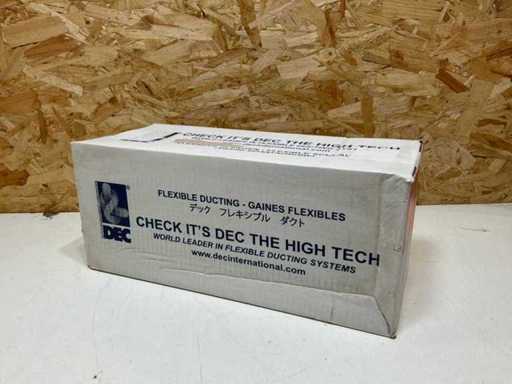 CHECK IT'S DEC THE HIGH TECH
DEC
FLEXIBLE DUCTING - GAINES FLEXIBLES
デック フレキシブル ダクト
CHECK IT'S DEC THE HIGH TECH
WORLD LEADER IN FLEXIBLE DUCTING SYSTEMS
www.decinternational.com